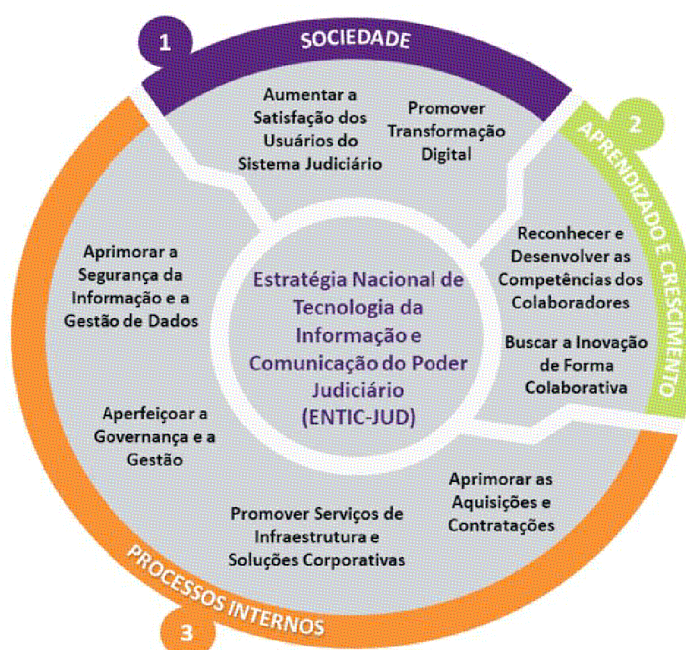 1
SOCIEDADE
Aumentar a
Satisfação dos
Usuários do
Sistema Judiciário
Promover
Transformação
Digital
2
APRENDIZADO E CRESCIMENTO
Reconhecer e
Desenvolver as
Competências dos
Colaboradores
Buscar a Inovação
de Forma
Colaborativa
Estratégia Nacional de
Tecnologia da
Informação e
Comunicação do Poder
Judiciário
(ENTIC-JUD)
Aprimorar a
Segurança da
Informação e a
Gestão de Dados
Aperfeiçoar a
Governança e a
Gestão
Promover Serviços de
Infraestrutura e
Soluções Corporativas
Aprimorar as
Aquisições e
Contratações
PROCESSOS INTERNOS
3